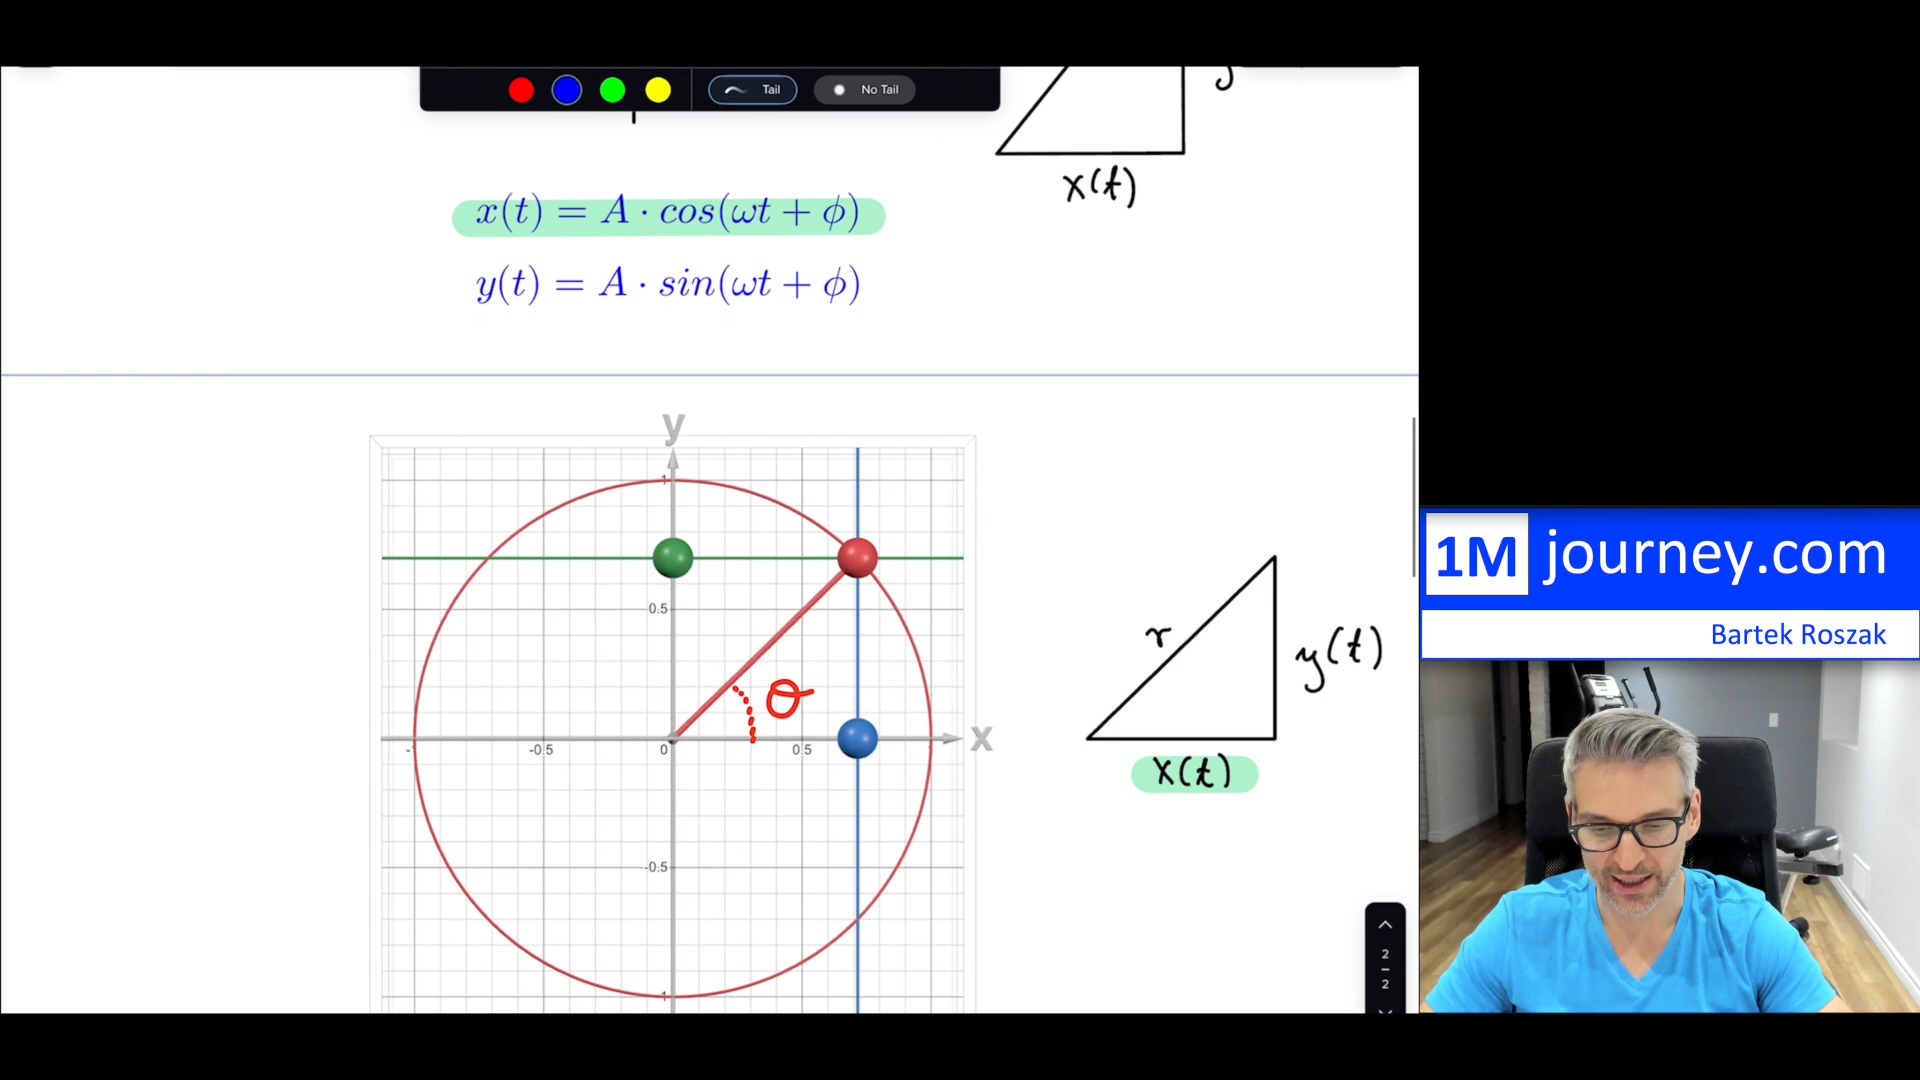 Tail
No Tail
y
x(t)
x(t) = A · cos(ωt + ϕ)
y(t) = A · sin(ωt + ϕ)
y
1
0.5
-0.5
0
0.5
x
-0.5
θ
r
y(t)
x(t)
2
2
1M journey.com
Bartek Roszak